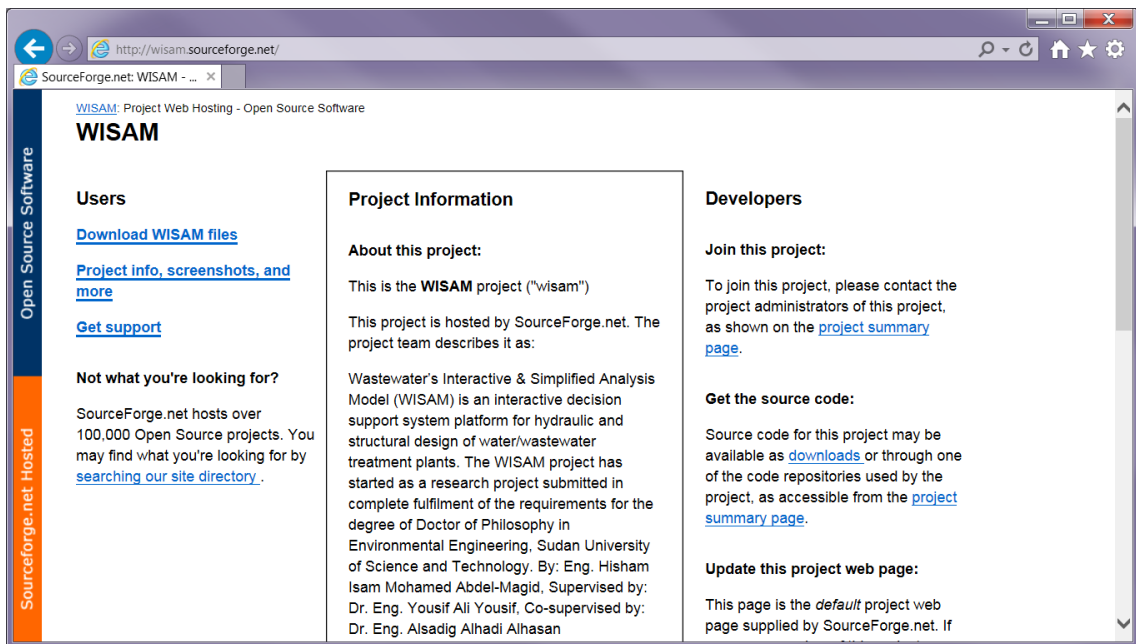 http://wisam.sourceforge.net/
SourceForge.net: WISAM - ...
Open Source Software
Sourceforge.net Hosted
WISAM: Project Web Hosting - Open Source Software
WISAM
Users
Download WISAM files
Project info, screenshots, and
more
Get support
Not what you're looking for?
SourceForge.net hosts over
100,000 Open Source projects. You
may find what you're looking for by
searching our site directory .
Project Information
About this project:
This is the WISAM project ("wisam")
This project is hosted by SourceForge.net. The
project team describes it as:
Wastewater's Interactive & Simplified Analysis
Model (WISAM) is an interactive decision
support system platform for hydraulic and
structural design of water/wastewater
treatment plants. The WISAM project has
started as a research project submitted in
complete fulfilment of the requirements for the
degree of Doctor of Philosophy in
Environmental Engineering, Sudan University
of Science and Technology. By: Eng. Hisham
Isam Mohamed Abdel-Magid, Supervised by:
Dr. Eng. Yousif Ali Yousif, Co-supervised by:
Dr. Eng. Alsadig Alhadi Alhasan
Developers
Join this project:
To join this project, please contact the
project administrators of this project,
as shown on the project summary
page.
Get the source code:
Source code for this project may be
available as downloads or through one
of the code repositories used by the
project, as accessible from the project
summary page.
Update this project web page:
This page is the default project web
page supplied by SourceForge.net. If